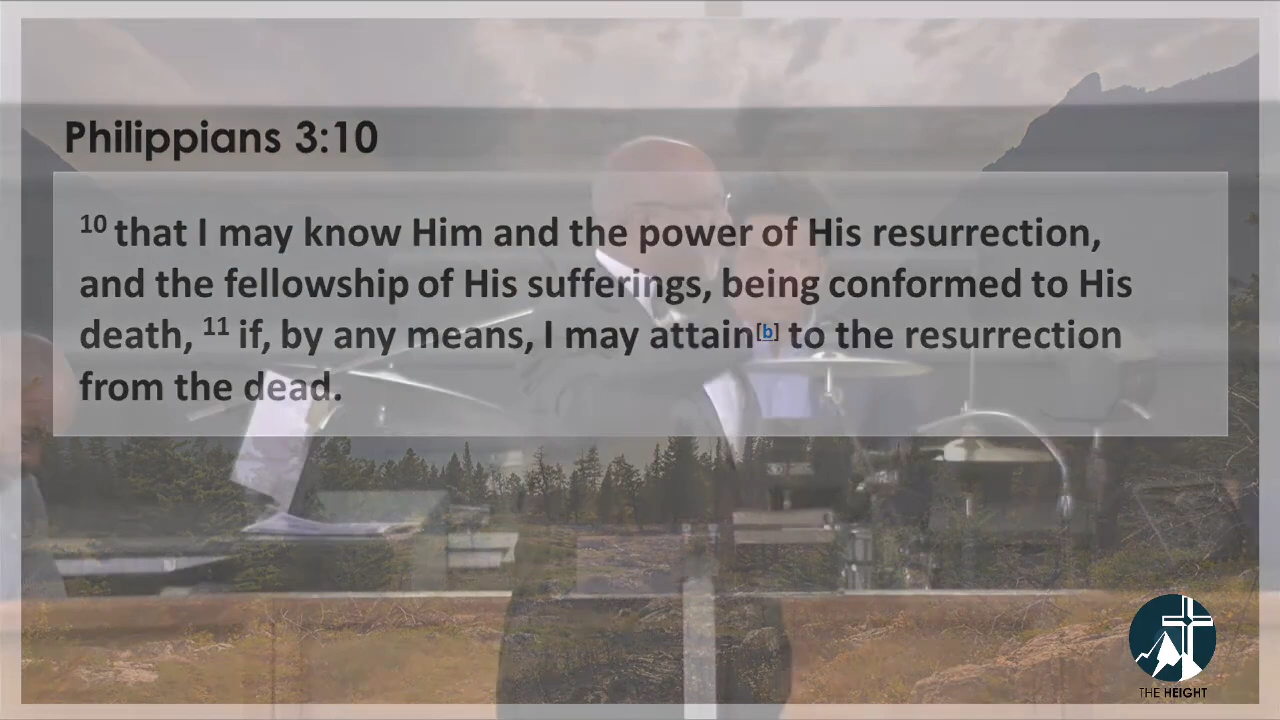 Philippians 3:10
10 that I may know Him and the power of His resurrection,
and the fellowship of His sufferings, being conformed to His
death, 11 if, by any means, I may attain[b] to the resurrection
from the dead.
THE HEIGHT